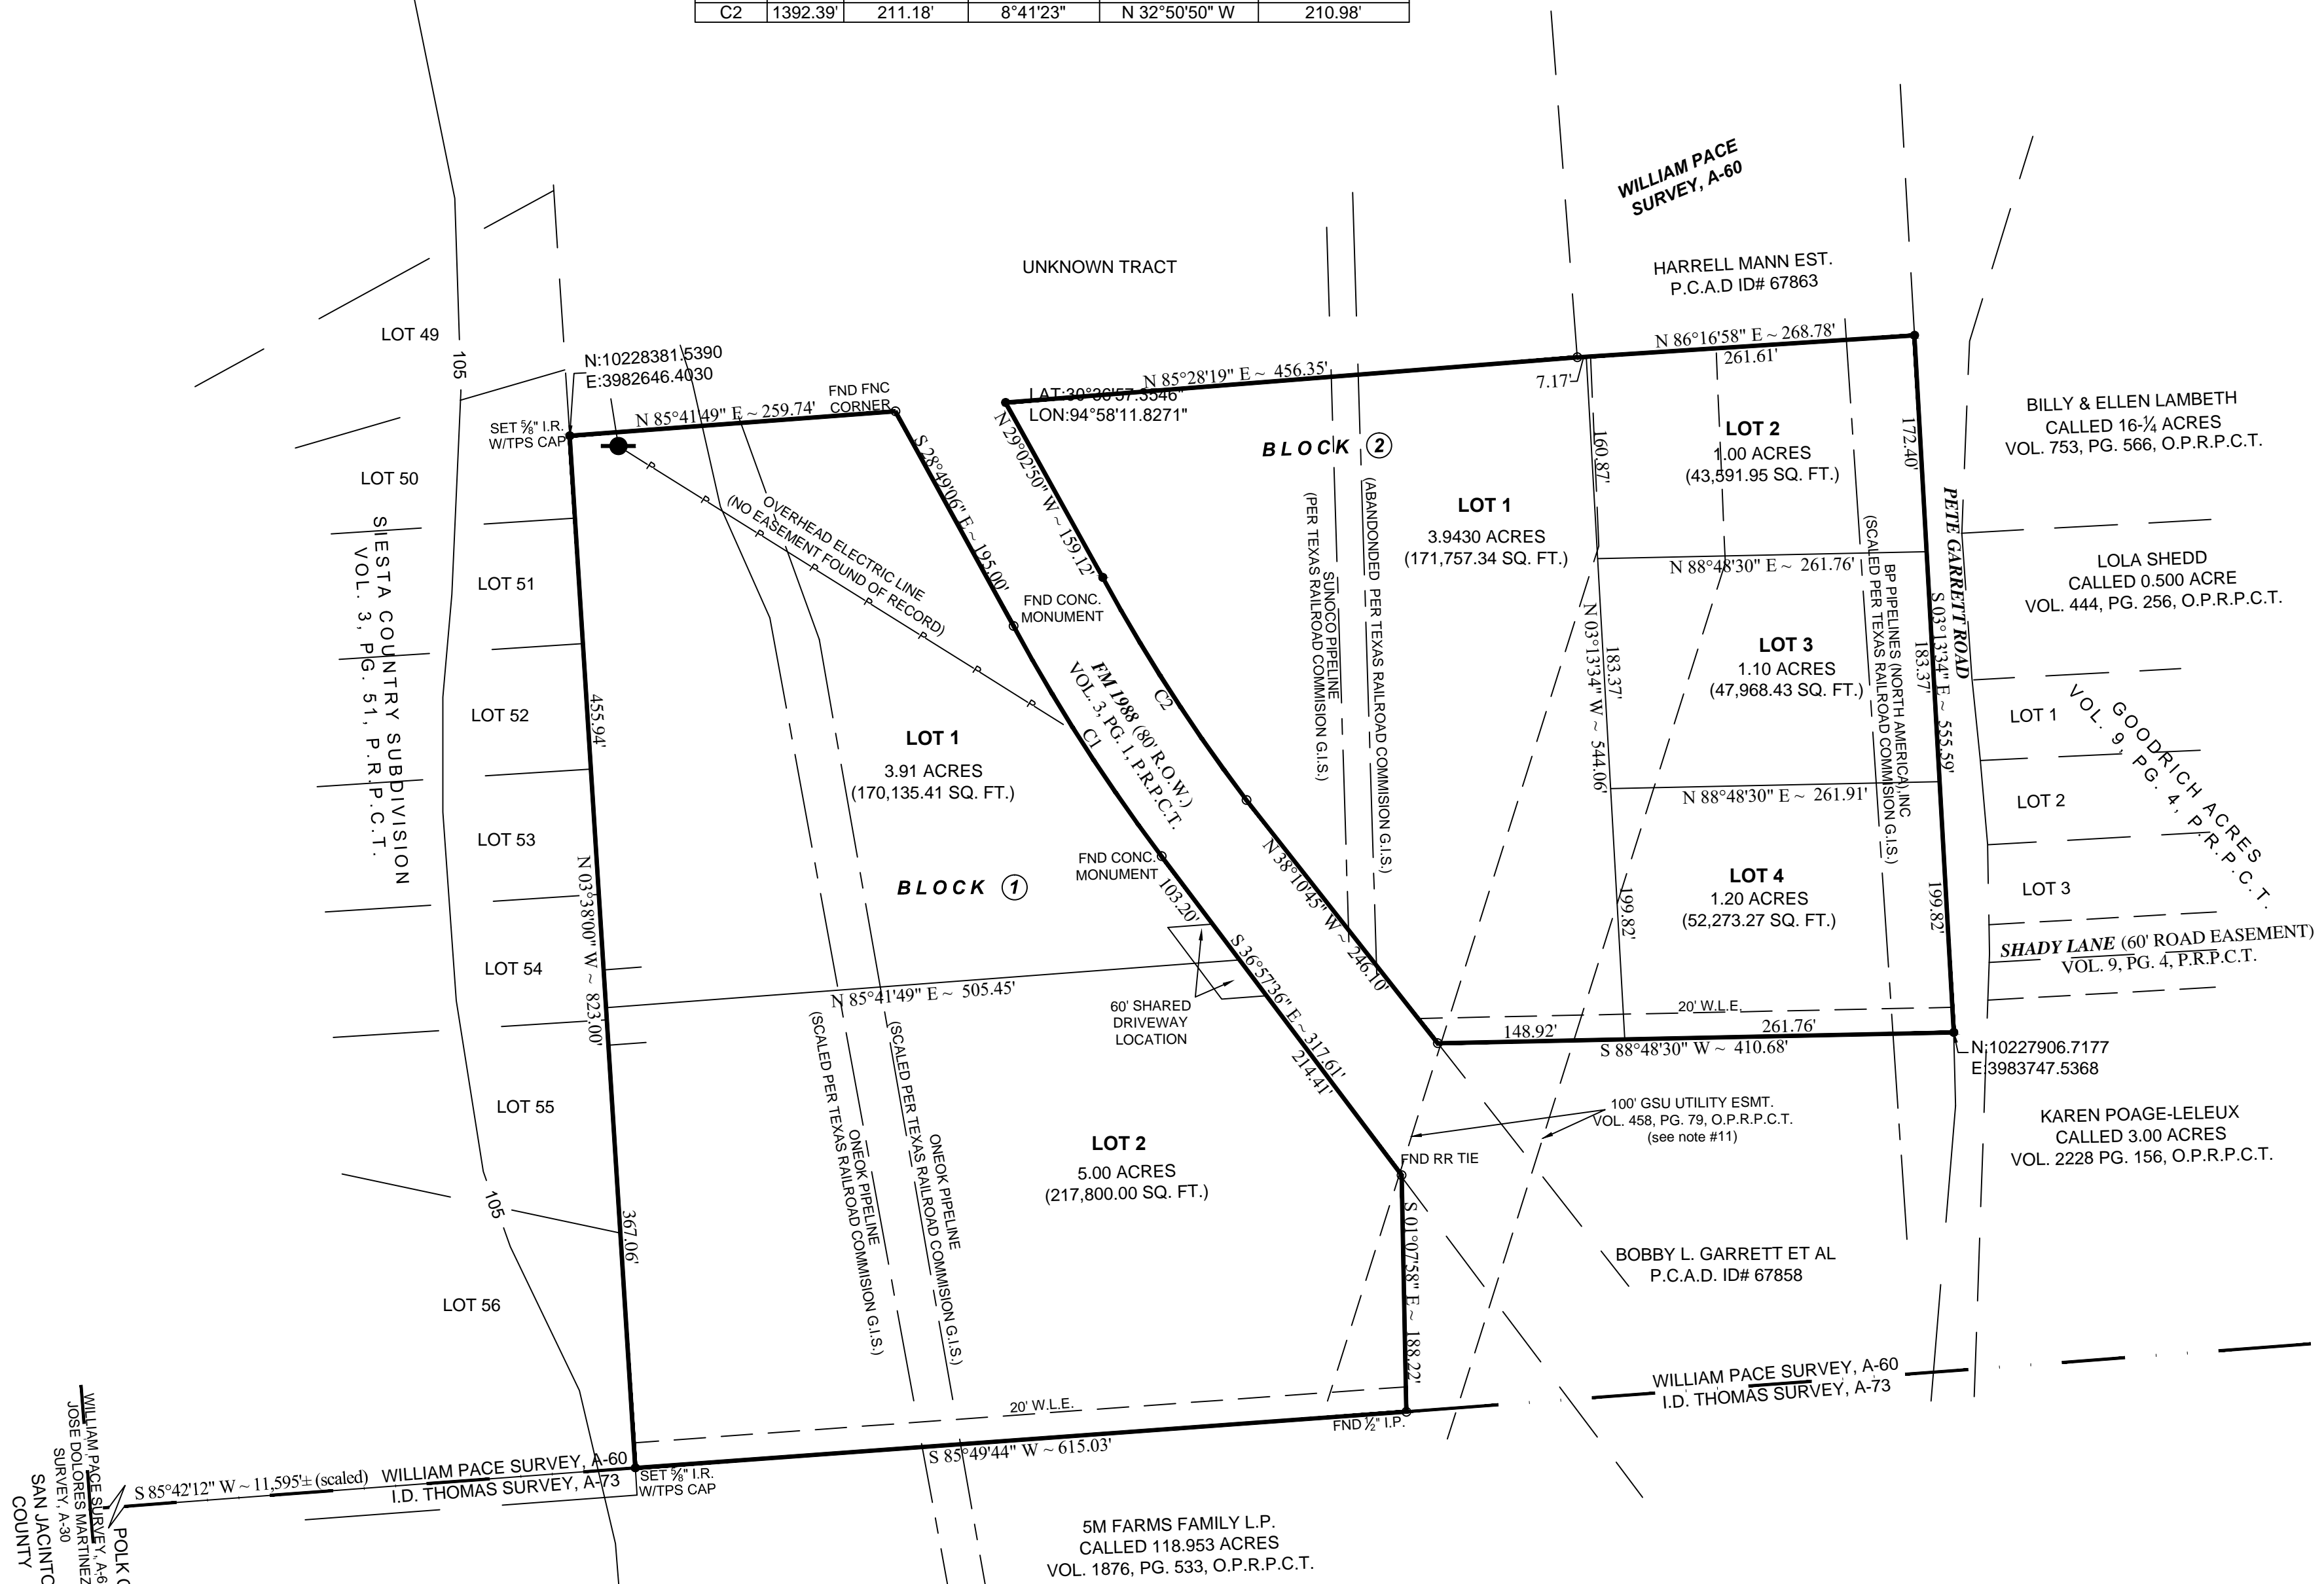 C2 1392.39' 211.18' 8°41'23" N 32°50'50" W 210.98'
WILLIAM PACE
SURVEY, A-60
UNKNOWN TRACT
HARRELL MANN EST.
P.C.A.D ID# 67863
LOT 49
105
N:10228381.5390
E:3982646.4030
SET ⅝" I.R.
W/TPS CAP
N 85°41'49" E ~ 259.74'
FND FNC
CORNER
LAT:30°36'57.3546"
LON:94°58'11.8271"
N 85°28'19" E ~ 456.35'
N 86°16'58" E ~ 268.78'
261.61'
7.17'
BILLY & ELLEN LAMBETH
CALLED 16-¼ ACRES
VOL. 753, PG. 566, O.P.R.P.C.T.
LOT 50
SIESTA COUNTRY SUBDIVISION
VOL. 3, PG. 51, P.R.P.C.T.
P
P
P
P
P
P
P
OVERHEAD ELECTRIC LINE
(NO EASEMENT FOUND OF RECORD)
S 28°49'06" E ~ 195.00'
N 29°02'50" W ~ 159.12'
BLOCK 2
LOT 1
3.9430 ACRES
(171,757.34 SQ. FT.)
160.87'
LOT 2
1.00 ACRES
(43,591.95 SQ. FT.)
172.40'
PETE GARRETT ROAD
LOT 51
FND CONC.
MONUMENT
(PER TEXAS RAILROAD COMMISION G.I.S.)
SUNOCO PIPELINE
(ABANDONDED PER TEXAS RAILROAD COMMISION G.I.S.)
N 88°48'30" E ~ 261.76'
LOLA SHEDD
CALLED 0.500 ACRE
VOL. 444, PG. 256, O.P.R.P.C.T.
(SCALED PER TEXAS RAILROAD COMMISION G.I.S.)
BP PIPELINES (NORTH AMERICA),INC
S 03°13'34" E ~ 555.59'
183.37'
LOT 3
1.10 ACRES
(47,968.43 SQ. FT.)
N 03°13'34" W ~ 544.06'
183.37'
LOT 52
455.94'
C2
C1
FM 1988 (80' R.O.W.)
VOL. 3, PG. 1, P.R.P.C.T.
LOT 1
3.91 ACRES
(170,135.41 SQ. FT.)
LOT 1
GOODRICH ACRES
VOL. 9, PG. 4, P.R.P.C.T.
N 88°48'30" E ~ 261.91'
LOT 2
LOT 53
N 03°38'00" W ~ 823.00'
BLOCK 1
FND CONC.
MONUMENT
103.20'
N 38°10'45" W ~ 246.10'
LOT 4
1.20 ACRES
(52,273.27 SQ. FT.)
199.82'
199.82'
LOT 3
SHADY LANE (60' ROAD EASEMENT)
VOL. 9, PG. 4, P.R.P.C.T.
LOT 54
N 85°41'49" E ~ 505.45'
60' SHARED
DRIVEWAY
LOCATION
S 36°57'36" E ~ 317.61'
214.41'
20' W.L.E.
148.92'
261.76'
S 88°48'30" W ~ 410.68'
N:10227906.7177
E:3983747.5368
LOT 55
(SCALED PER TEXAS RAILROAD COMMISION G.I.S.)
ONEOK PIPELINE
(SCALED PER TEXAS RAILROAD COMMISION G.I.S.)
ONEOK PIPELINE
LOT 2
5.00 ACRES
(217,800.00 SQ. FT.)
100' GSU UTILITY ESMT.
VOL. 458, PG. 79, O.P.R.P.C.T.
(see note #11)
FND RR TIE
KAREN POAGE-LELEUX
CALLED 3.00 ACRES
VOL. 2228 PG. 156, O.P.R.P.C.T.
105
367.06'
S 01°07'58" E ~ 188.22'
BOBBY L. GARRETT ET AL
P.C.A.D. ID# 67858
LOT 56
WILLIAM PACE SURVEY, A-60
I.D. THOMAS SURVEY, A-73
20' W.L.E.
FND ½" I.P.
S 85°49'44" W ~ 615.03'
S 85°42'12" W ~ 11,595'± (scaled)
WILLIAM PACE SURVEY, A-60
I.D. THOMAS SURVEY, A-73
SET ⅝" I.R.
W/TPS CAP
WILLIAM PACE SURVEY, A-6
JOSE DOLORES MARTINEZ
SURVEY, A-30
POLK
SAN JACINTO
COUNTY
5M FARMS FAMILY L.P.
CALLED 118.953 ACRES
VOL. 1876, PG. 533, O.P.R.P.C.T.